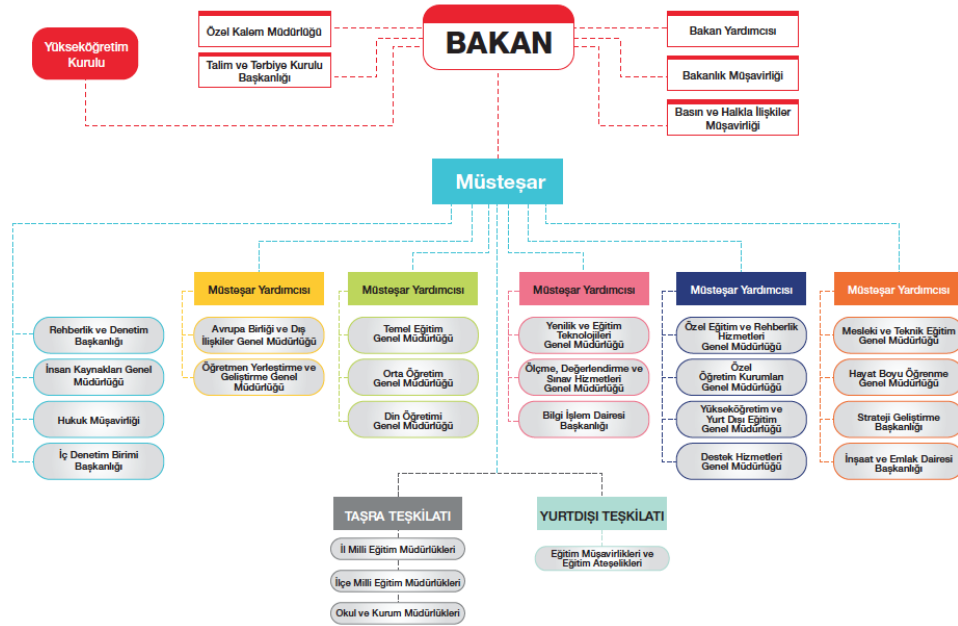 Yükseköğretim
Kurulu
Özel Kalem Müdürlüğü
Talim ve Terbiye Kurulu
Başkanlığı
BAKAN
Bakan Yardımcısı
Bakanlık Müşavirliği
Basın ve Halkla İlişkiler
Müşavirliği
Müsteşar
Rehberlik ve Denetim
Başkanlığı
İnsan Kaynakları Genel
Müdürlüğü
Hukuk Müşavirliği
İç Denetim Birimi
Başkanlığı
Müsteşar Yardımcısı
Avrupa Birliği ve Dış
İlişkiler Genel Müdürlüğü
Öğretmen Yerleştirme ve
Geliştirme Genel
Müdürlüğü
Müsteşar Yardımcısı
Temel Eğitim
Genel Müdürlüğü
Orta Öğretim
Genel Müdürlüğü
Din Öğretimi
Genel Müdürlüğü
Müsteşar Yardımcısı
Yenilik ve Eğitim
Teknolojileri
Genel Müdürlüğü
Ölçme, Değerlendirme ve
Sınav Hizmetleri
Genel Müdürlüğü
Bilgi İşlem Dairesi
Başkanlığı
Müsteşar Yardımcısı
Özel Eğitim ve Rehberlik
Hizmetleri
Genel Müdürlüğü
Özel
Öğretim Kurumları
Genel Müdürlüğü
Yükseköğretim ve
Yurt Dışı Eğitim
Genel Müdürlüğü
Destek Hizmetleri
Genel Müdürlüğü
Müsteşar Yardımcısı
Mesleki ve Teknik Eğitim
Genel Müdürlüğü
Hayat Boyu Öğrenme
Genel Müdürlüğü
Strateji Geliştirme
Başkanlığı
İnşaat ve Emlak Dairesi
Başkanlığı
TAŞRA TEŞKİLATI
İl Milli Eğitim Müdürlükleri
İlçe Milli Eğitim Müdürlükleri
Okul ve Kurum Müdürlükleri
YURTDIŞI TEŞKİLATI
Eğitim Müşavirlikleri ve
Eğitim Ateşelikleri